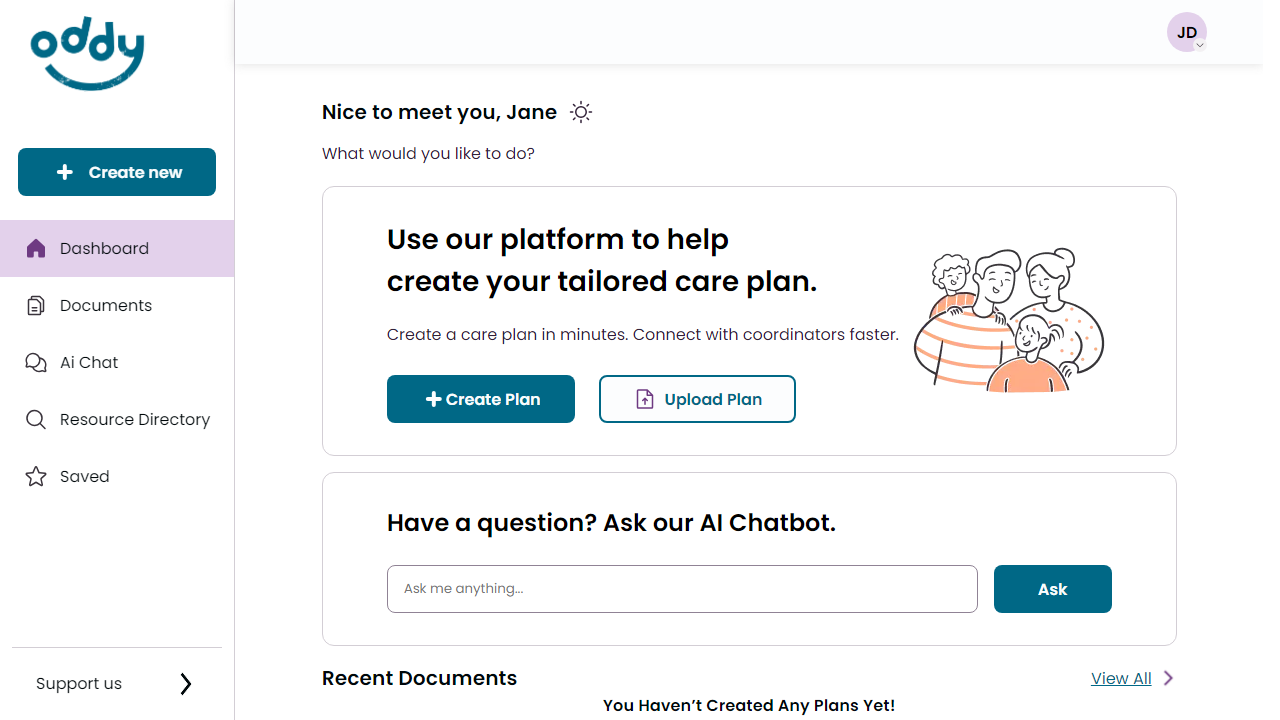 oddy
JD
Create new
Dashboard
Documents
Ai Chat
Resource Directory
Saved
Support us
Nice to meet you, Jane
What would you like to do?
Use our platform to help
create your tailored care plan.
Create a care plan in minutes. Connect with coordinators faster.
Create Plan
Upload Plan
Have a question? Ask our AI Chatbot.
Ask me anything...
Ask
Recent Documents
View All
You Haven’t Created Any Plans Yet!